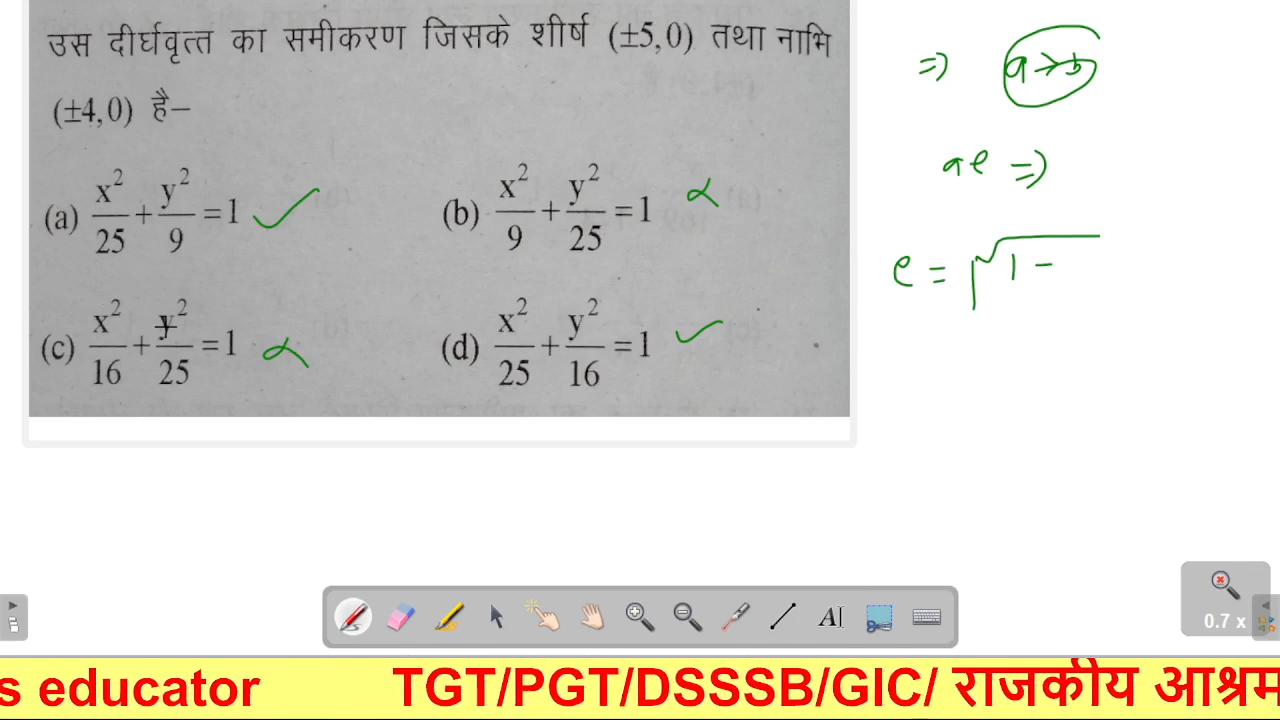 उस दीर्घवृत्त का समीकरण जिसके शीर्ष (±5,0) तथा नाभि
(±4,0) है–
(a) x²/25 + y²/9 = 1
(b) x²/9 + y²/25 = 1
(c) x²/16 + y²/25 = 1
(d) x²/25 + y²/16 = 1
⇒ a>b
ae ⇒
e = √1 −
AI
0.7 x
s educator TGT/PGT/DSSSB/GIC/ राजकीय आश्रम